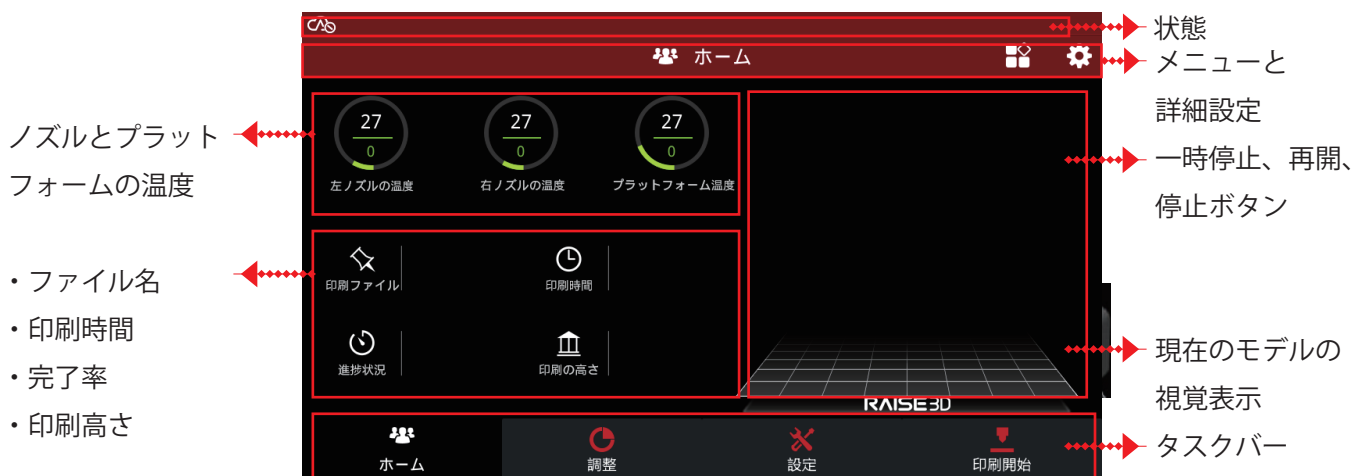 状態
ホーム
メニューと
詳細設定
ノズルとプラット
フォームの温度
27
0
左ノズルの温度
27
0
右ノズルの温度
27
0
プラットフォーム温度
一時停止、再開、
停止ボタン
・ファイル名
・印刷時間
・完了率
・印刷高さ
印刷ファイル
印刷時間
進捗状況
印刷の高さ
現在のモデルの
視覚表示
RAISE3D
ホーム
調整
設定
印刷開始
タスクバー